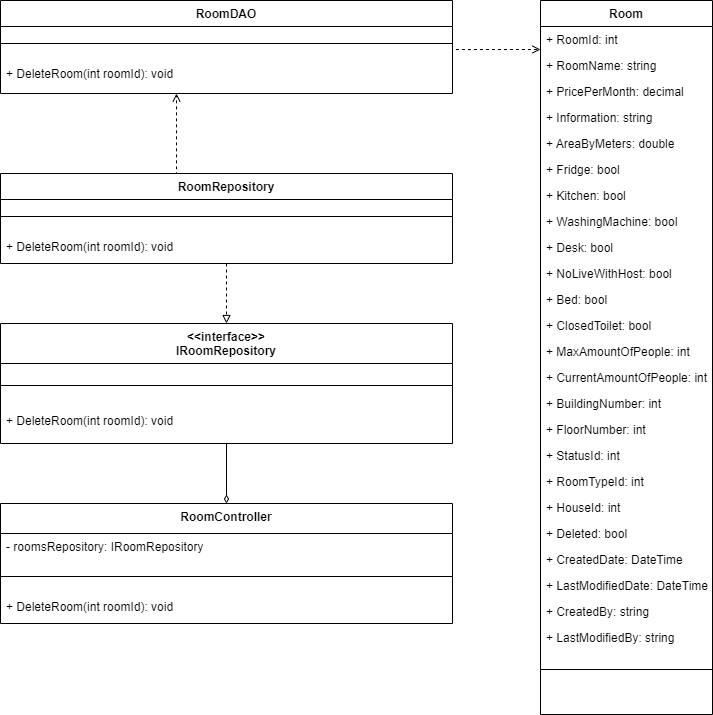 RoomDAO
+ DeleteRoom(int roomId): void
RoomRepository
+ DeleteRoom(int roomId): void
<<interface>>
IRoomRepository
+ DeleteRoom(int roomId): void
RoomController
- roomsRepository: IRoomRepository
+ DeleteRoom(int roomId): void
Room
+ RoomId: int
+ RoomName: string
+ PricePerMonth: decimal
+ Information: string
+ AreaByMeters: double
+ Fridge: bool
+ Kitchen: bool
+ WashingMachine: bool
+ Desk: bool
+ NoLiveWithHost: bool
+ Bed: bool
+ ClosedToilet: bool
+ MaxAmountOfPeople: int
+ CurrentAmountOfPeople: int
+ BuildingNumber: int
+ FloorNumber: int
+ StatusId: int
+ RoomTypeId: int
+ HouseId: int
+ Deleted: bool
+ CreatedDate: DateTime
+ LastModifiedDate: DateTime
+ CreatedBy: string
+ LastModifiedBy: string